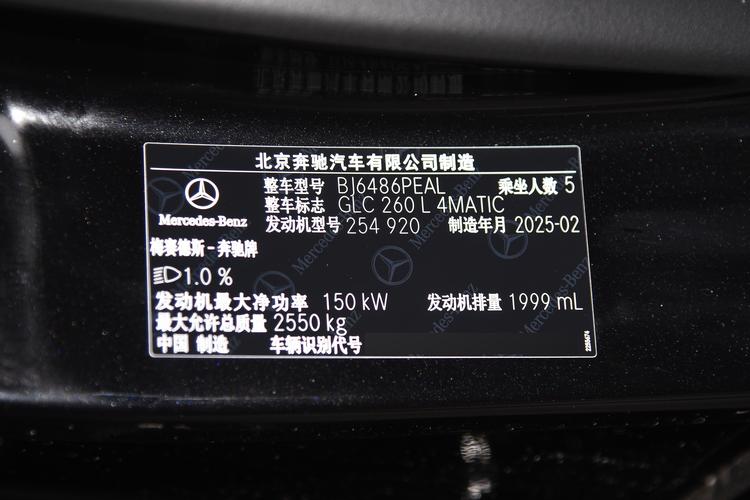 北京奔驰汽车有限公司制造
整车型号 BJ6486PEAL 乘坐人数 5
整车标志 GLC 260 L 4MATIC
发动机型号 254 920 制造年月 2025-02
Mercedes-Benz
梅赛德斯-奔驰牌
1.0 %
发动机最大净功率 150 kW 发动机排量 1999 mL
最大允许总质量 2550 kg
中国 制造 车辆识别代号